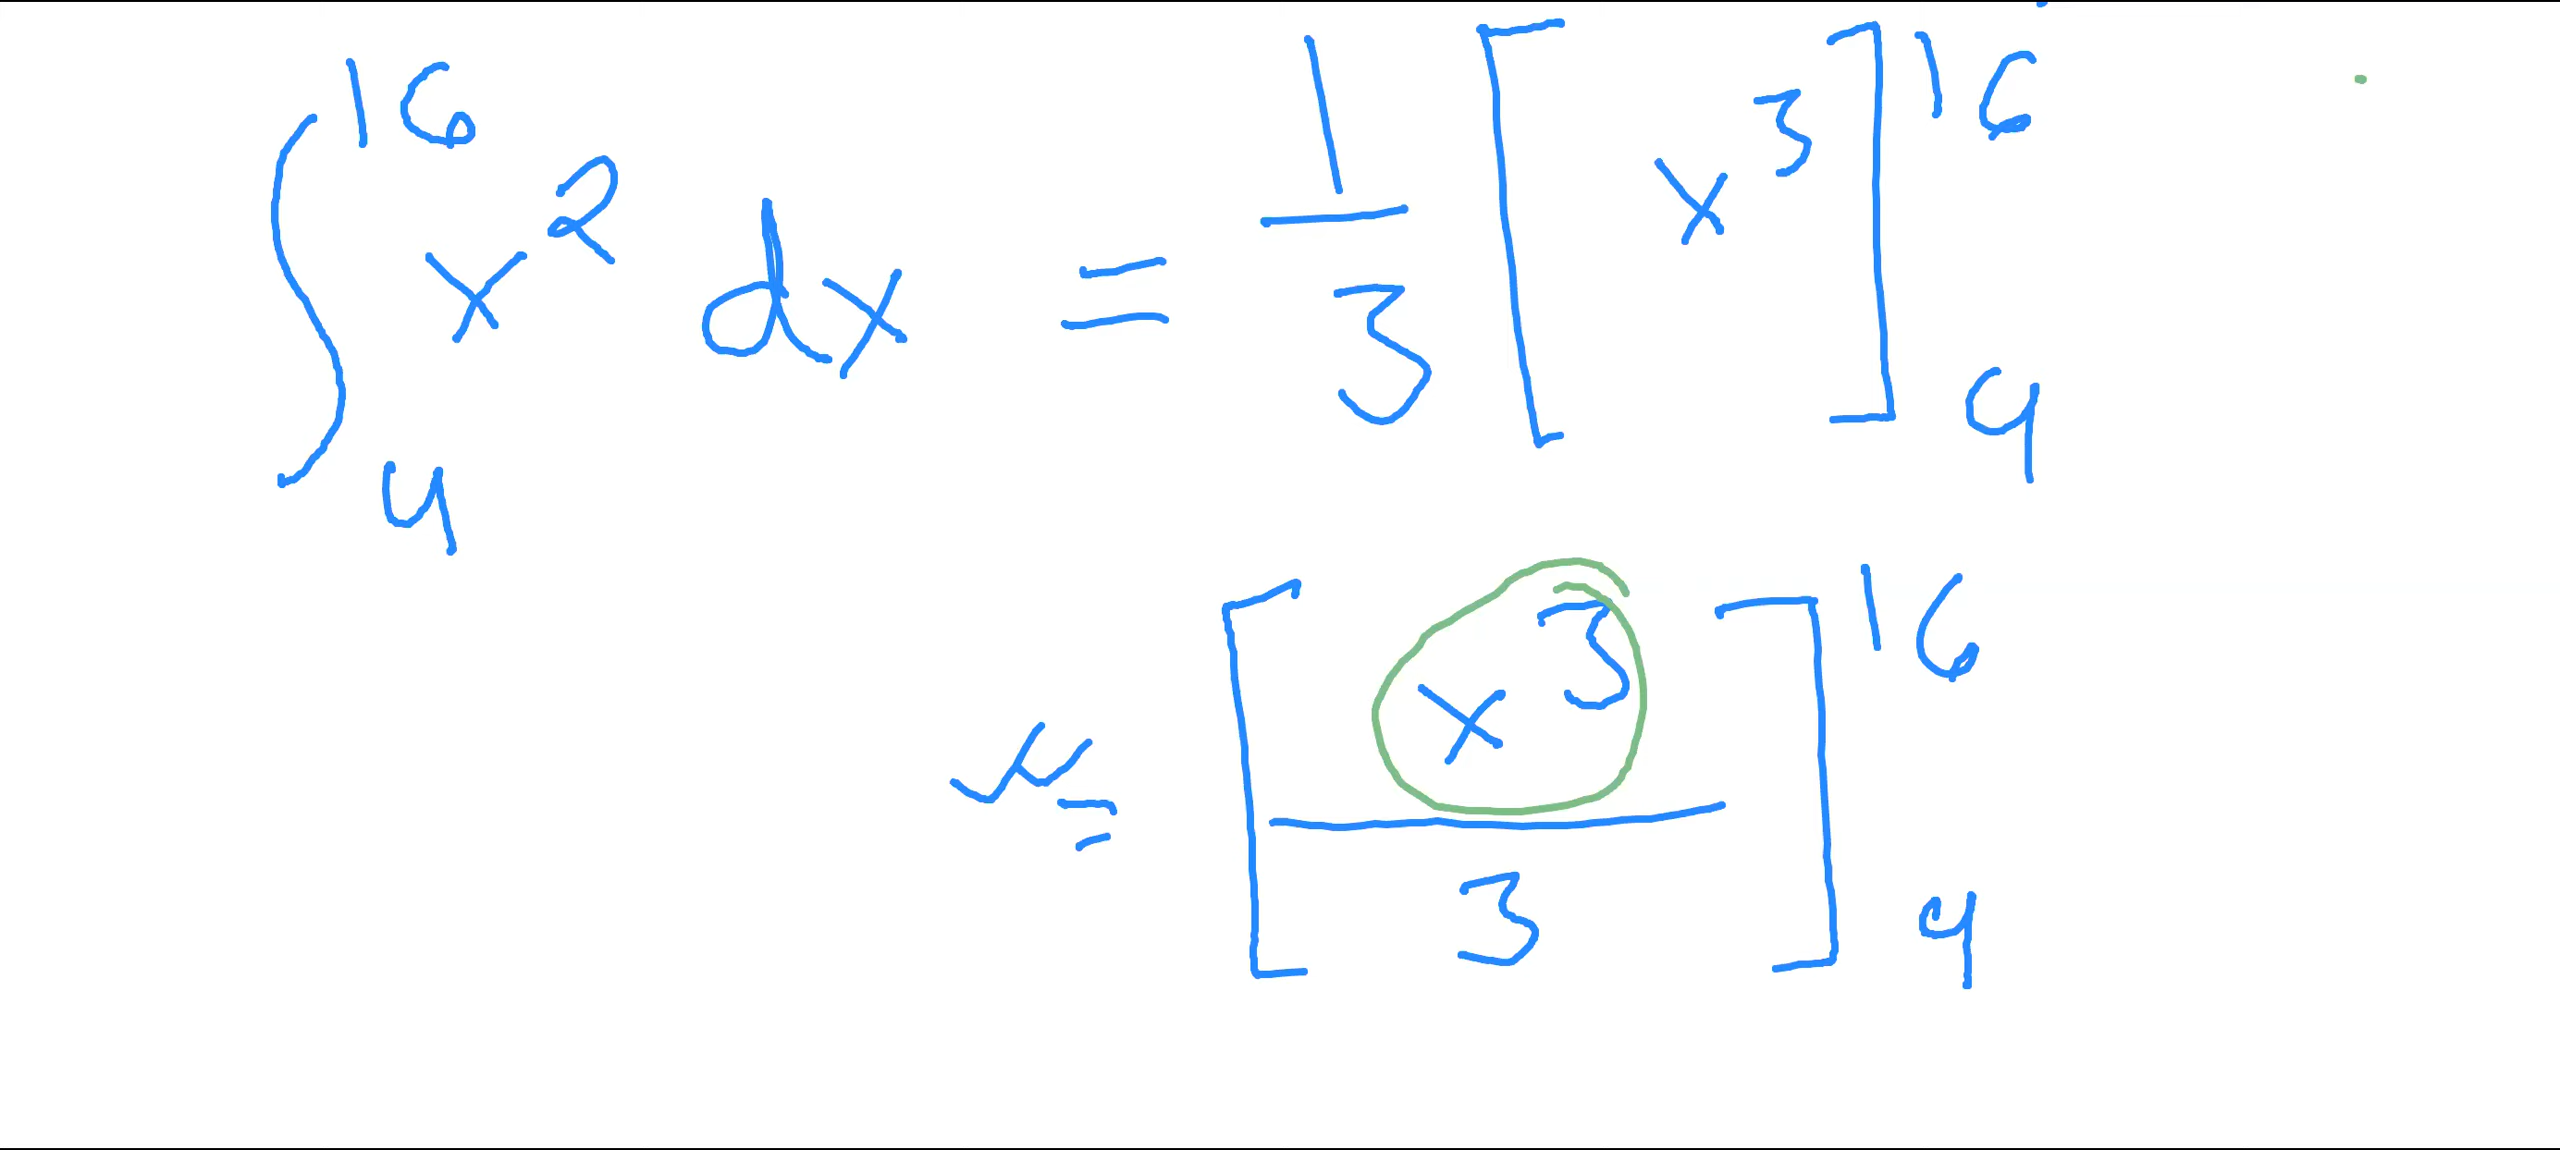 ∫₄¹⁶ x² dx = 1/3 [x³]₄¹⁶
= [x³/3]₄¹⁶